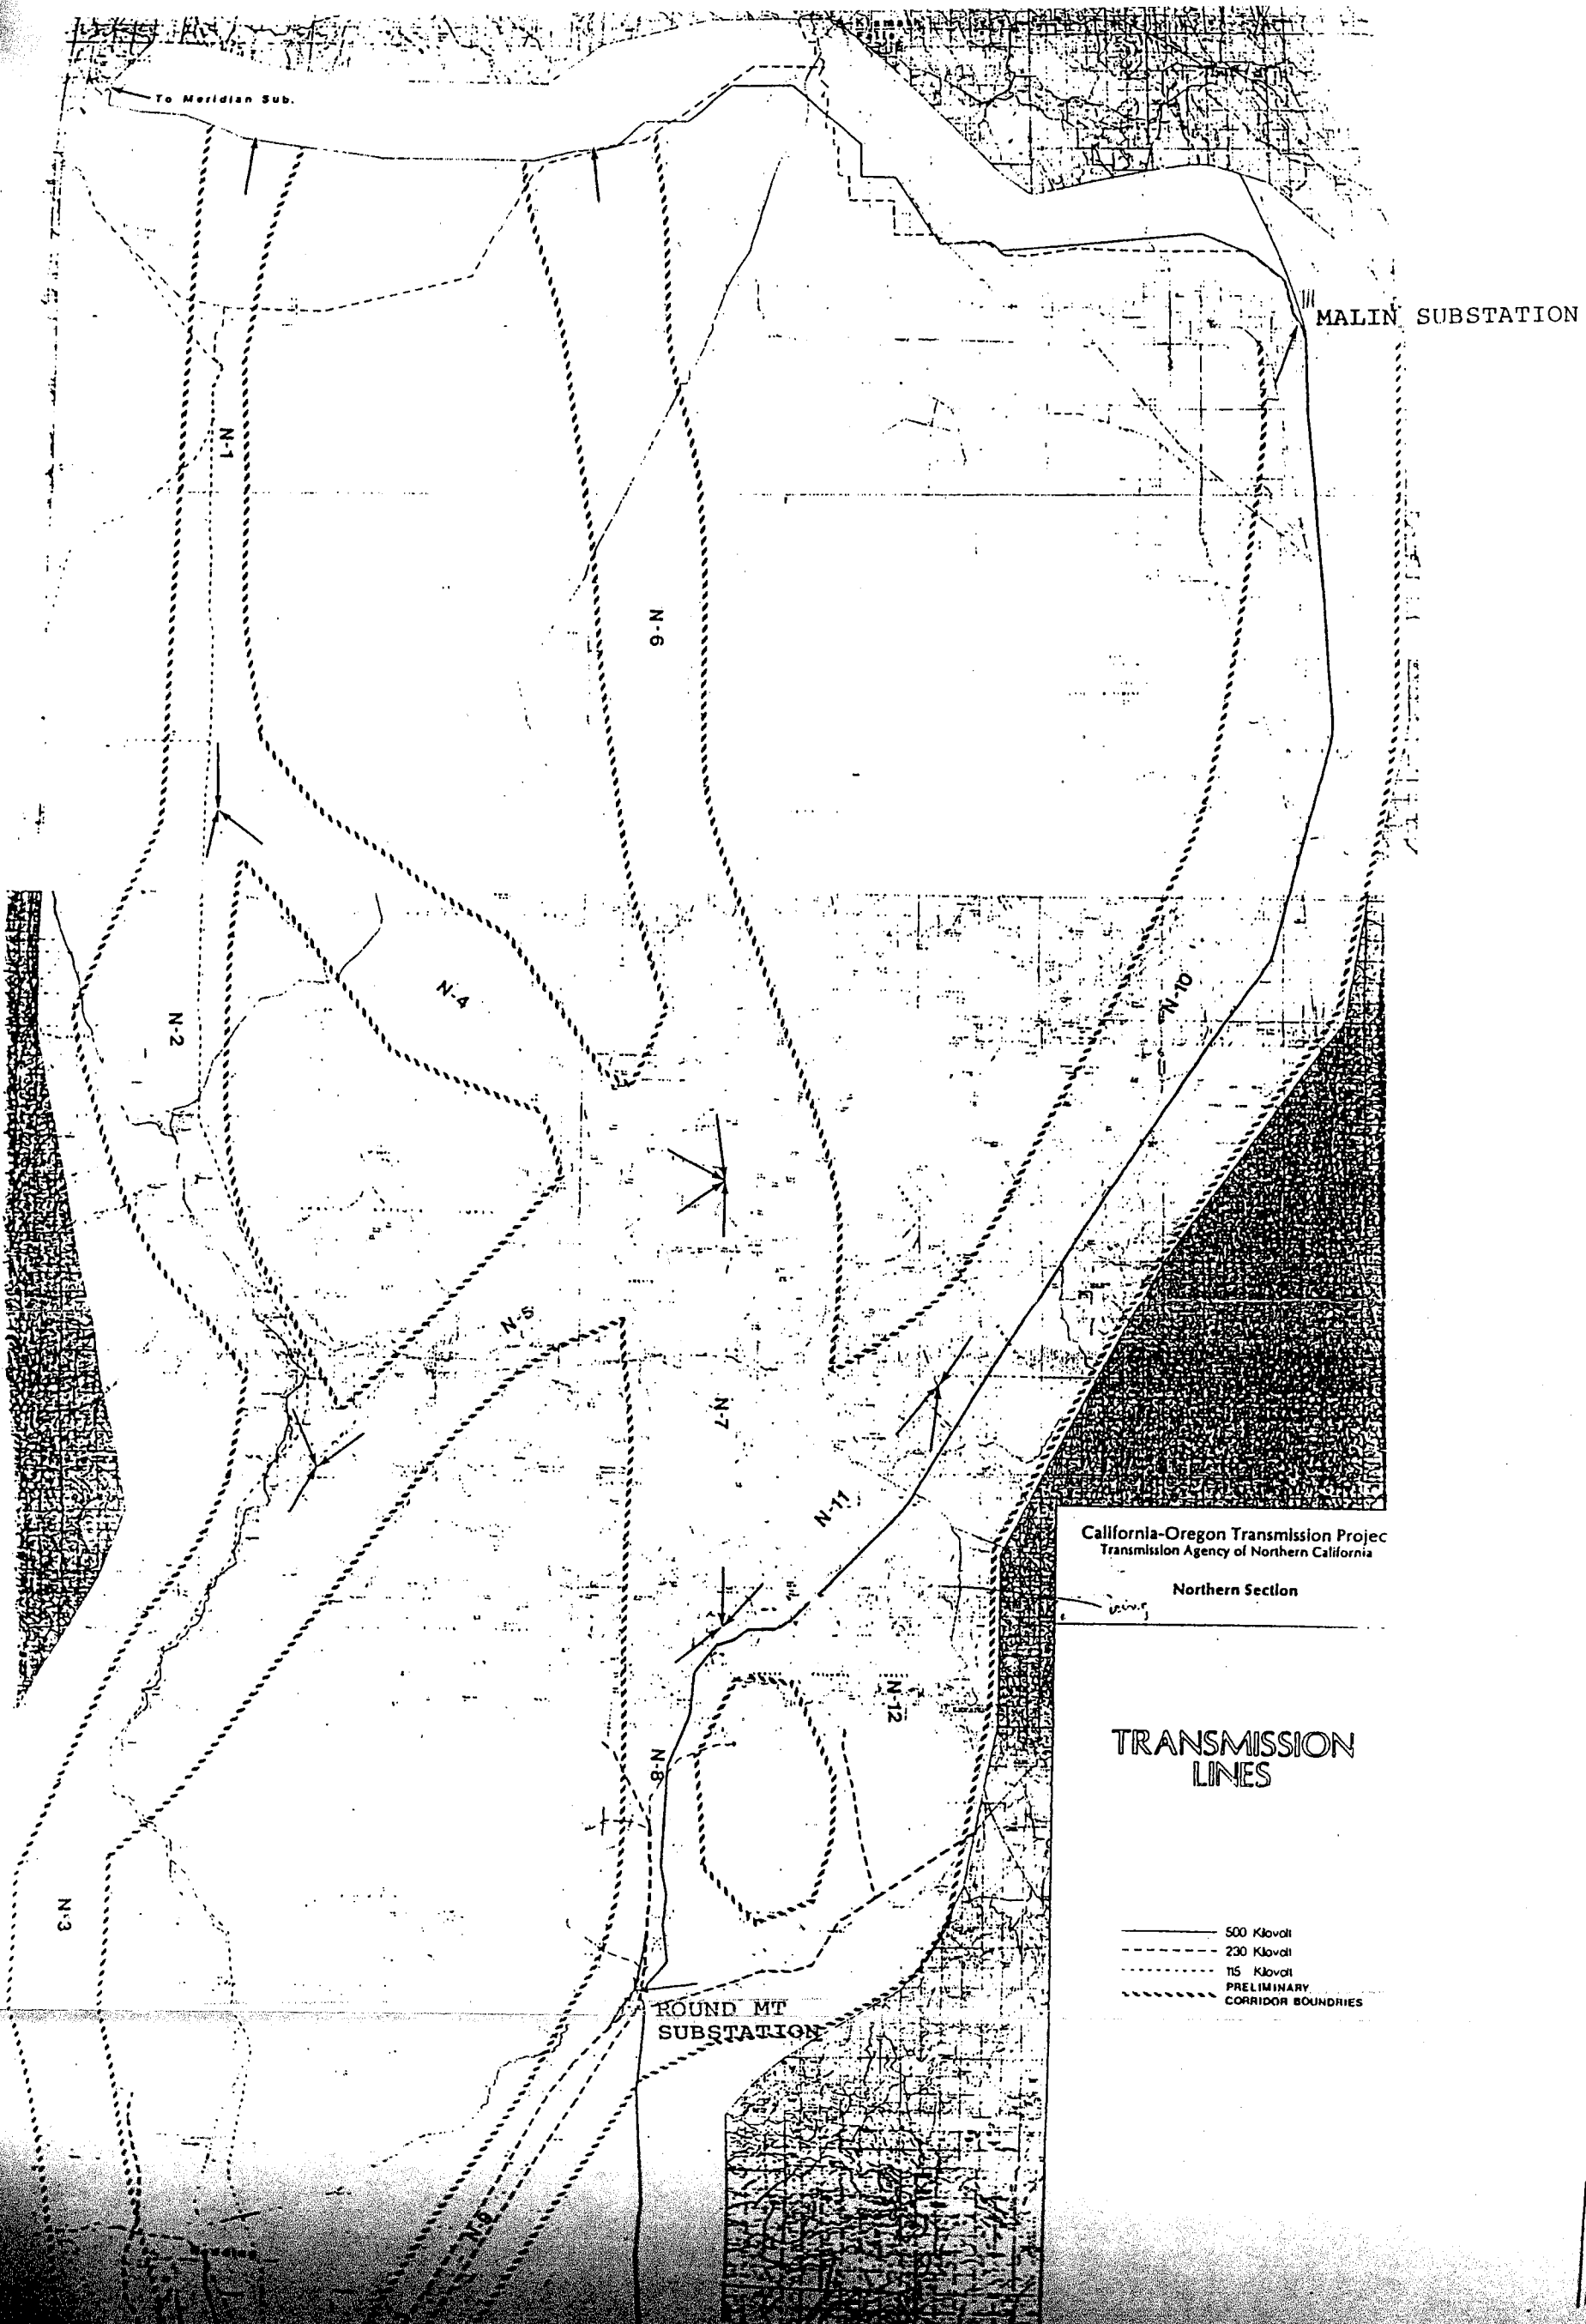 To Meridian Sub.
MALIN SUBSTATION
N-1
N-6
N-10
N-4
N-2
N-5
N-7
N-11
California-Oregon Transmission Projec
Transmission Agency of Northern California
Northern Section
N-12
TRANSMISSION
LINES
N-8
N-3
500 Kilovolt
230 Kilovolt
115 Kilovolt
PRELIMINARY
CORRIDOR BOUNDRIES
ROUND MT
SUBSTATION
N-9